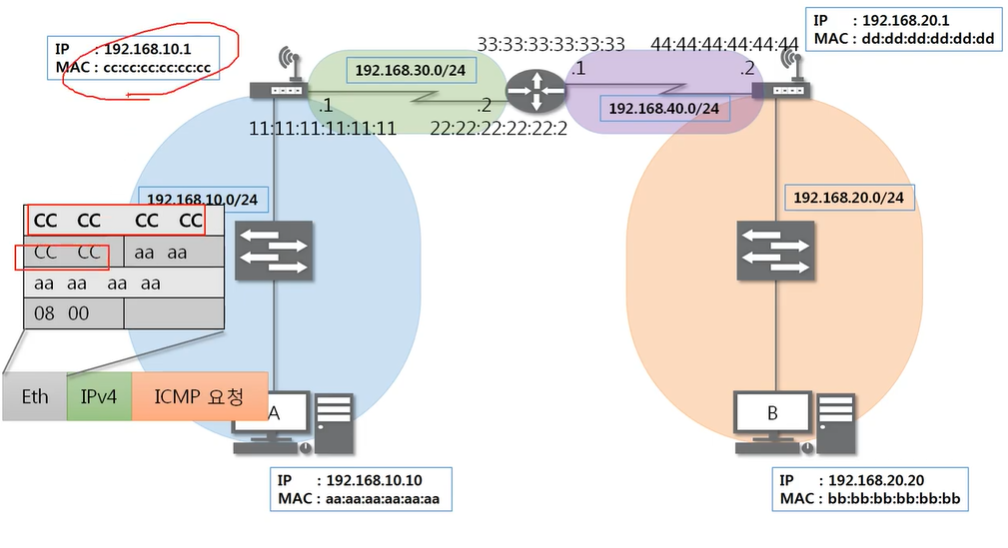 IP : 192.168.10.1
MAC : cc:cc:cc:cc:cc:cc
IP : 192.168.20.1
MAC : dd:dd:dd:dd:dd:dd
33:33:33:33:33:33
44:44:44:44:44:44
192.168.30.0/24
.1
.2
192.168.40.0/24
.1
.2
11:11:11:11:11:11
22:22:22:22:22:2
192.168.10.0/24
192.168.20.0/24
CC CC CC CC
CC CC aa aa
aa aa aa aa
08 00
Eth IPv4 ICMP 요청
A
B
IP : 192.168.10.10
MAC : aa:aa:aa:aa:aa:aa
IP : 192.168.20.20
MAC : bb:bb:bb:bb:bb:bb